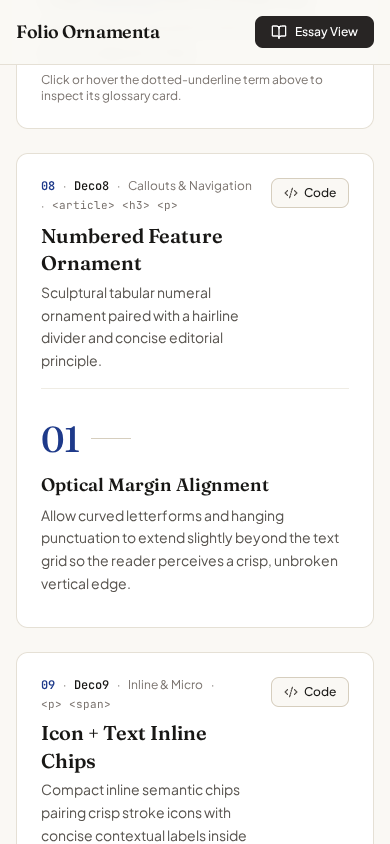 Folio Ornamenta
Essay View
Click or hover the dotted-underline term above to
inspect its glossary card.
08 · Deco8 · Callouts & Navigation
· <article> <h3> <p>
Code
Numbered Feature
Ornament
Sculptural tabular numeral
ornament paired with a hairline
divider and concise editorial
principle.
01
Optical Margin Alignment
Allow curved letterforms and hanging
punctuation to extend slightly beyond the text
grid so the reader perceives a crisp, unbroken
vertical edge.
09 · Deco9 · Inline & Micro ·
<p> <span>
Code
Icon + Text Inline
Chips
Compact inline semantic chips
pairing crisp stroke icons with
concise contextual labels inside